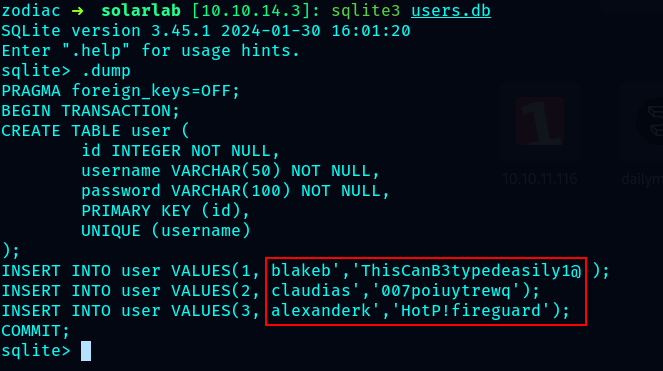 zodiac → solarlab [10.10.14.3]: sqlite3 users.db
SQLite version 3.45.1 2024-01-30 16:01:20
Enter ".help" for usage hints.
sqlite> .dump
PRAGMA foreign_keys=OFF;
BEGIN TRANSACTION;
CREATE TABLE user (
        id INTEGER NOT NULL,
        username VARCHAR(50) NOT NULL,
        password VARCHAR(100) NOT NULL,
        PRIMARY KEY (id),
        UNIQUE (username)
);
INSERT INTO user VALUES(1, blakeb','ThisCanB3typedeasily1@ );
INSERT INTO user VALUES(2, claudias','007poiuytrewq');
INSERT INTO user VALUES(3, alexanderk','HotP!fireguard');
COMMIT;
sqlite>
10.10.11.116